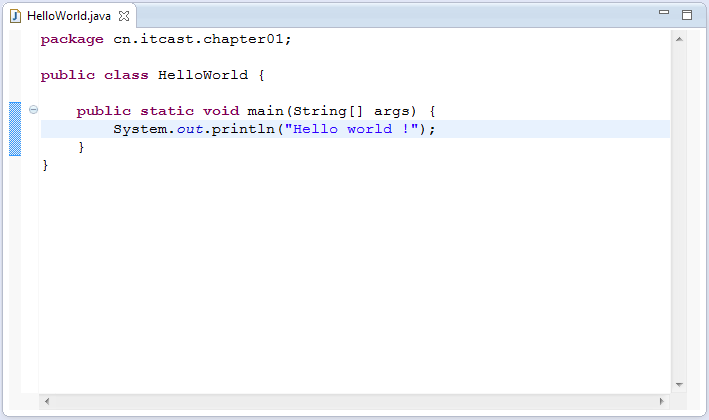 HelloWorld.java
package cn.itcast.chapter01;
public class HelloWorld {
public static void main(String[] args) {
System.out.println("Hello world !");
}
}